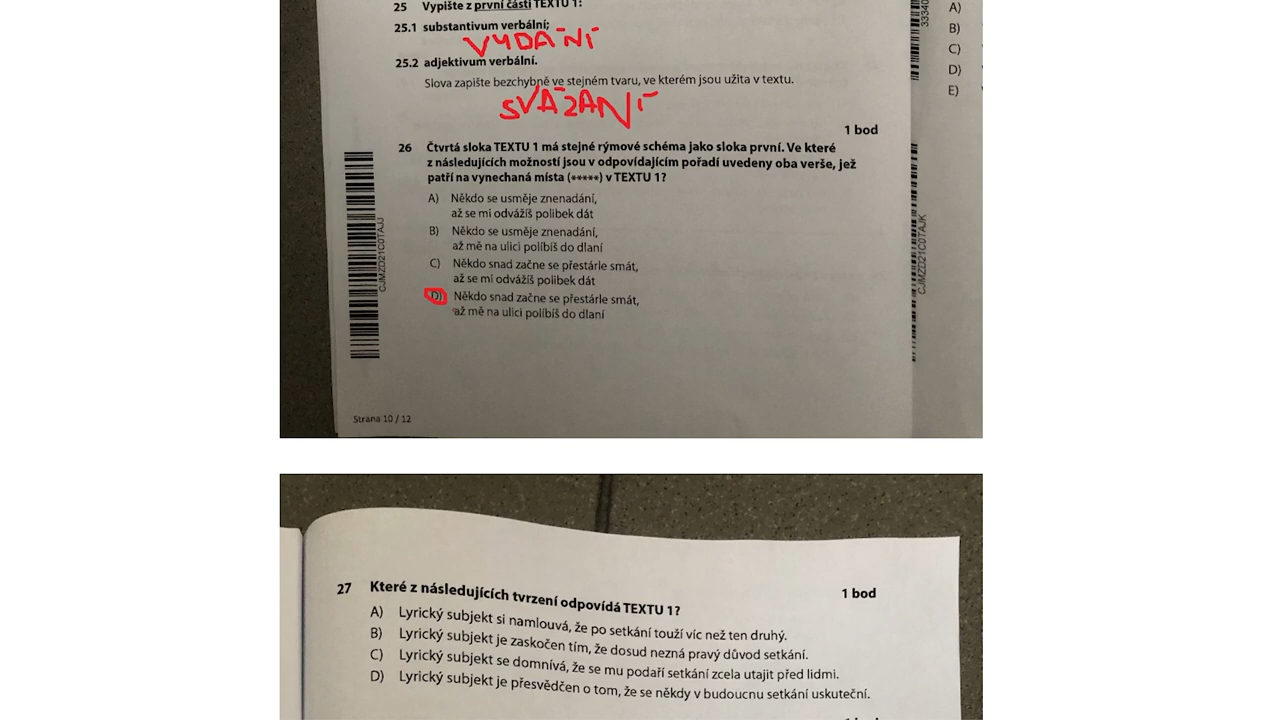 25 Vypište z první části TEXTU 1:
25.1 substantivum verbální;
VYDÁNÍ
25.2 adjektivum verbální.
Slova zapište bezchybně ve stejném tvaru, ve kterém jsou užita v textu.
SVÁZANÍ
1 bod
26 Čtvrtá sloka TEXTU 1 má stejné rýmové schéma jako sloka první. Ve které
z následujících možností jsou v odpovídajícím pořadí uvedeny oba verše, jež
patří na vynechaná místa (*****) v TEXTU 1?
A) Někdo se usměje znenadání,
až se mi odvážíš polibek dát
B) Někdo se usměje znenadání,
až mě na ulici políbíš do dlaní
C) Někdo snad začne se přestárle smát,
až se mi odvážíš polibek dát
D) Někdo snad začne se přestárle smát,
až mě na ulici políbíš do dlaní
CJMZD21C0TAJJ
Strana 10 / 12
33340
A)
B)
C)
D)
E)
CJMZD21C0TAJK
27 Které z následujících tvrzení odpovídá TEXTU 1?
1 bod
A) Lyrický subjekt si namlouvá, že po setkání touží víc než ten druhý.
B) Lyrický subjekt je zaskočen tím, že dosud nezná pravý důvod setkání.
C) Lyrický subjekt se domnívá, že se mu podaří setkání zcela utajit před lidmi.
D) Lyrický subjekt je přesvědčen o tom, že se někdy v budoucnu setkání uskuteční.